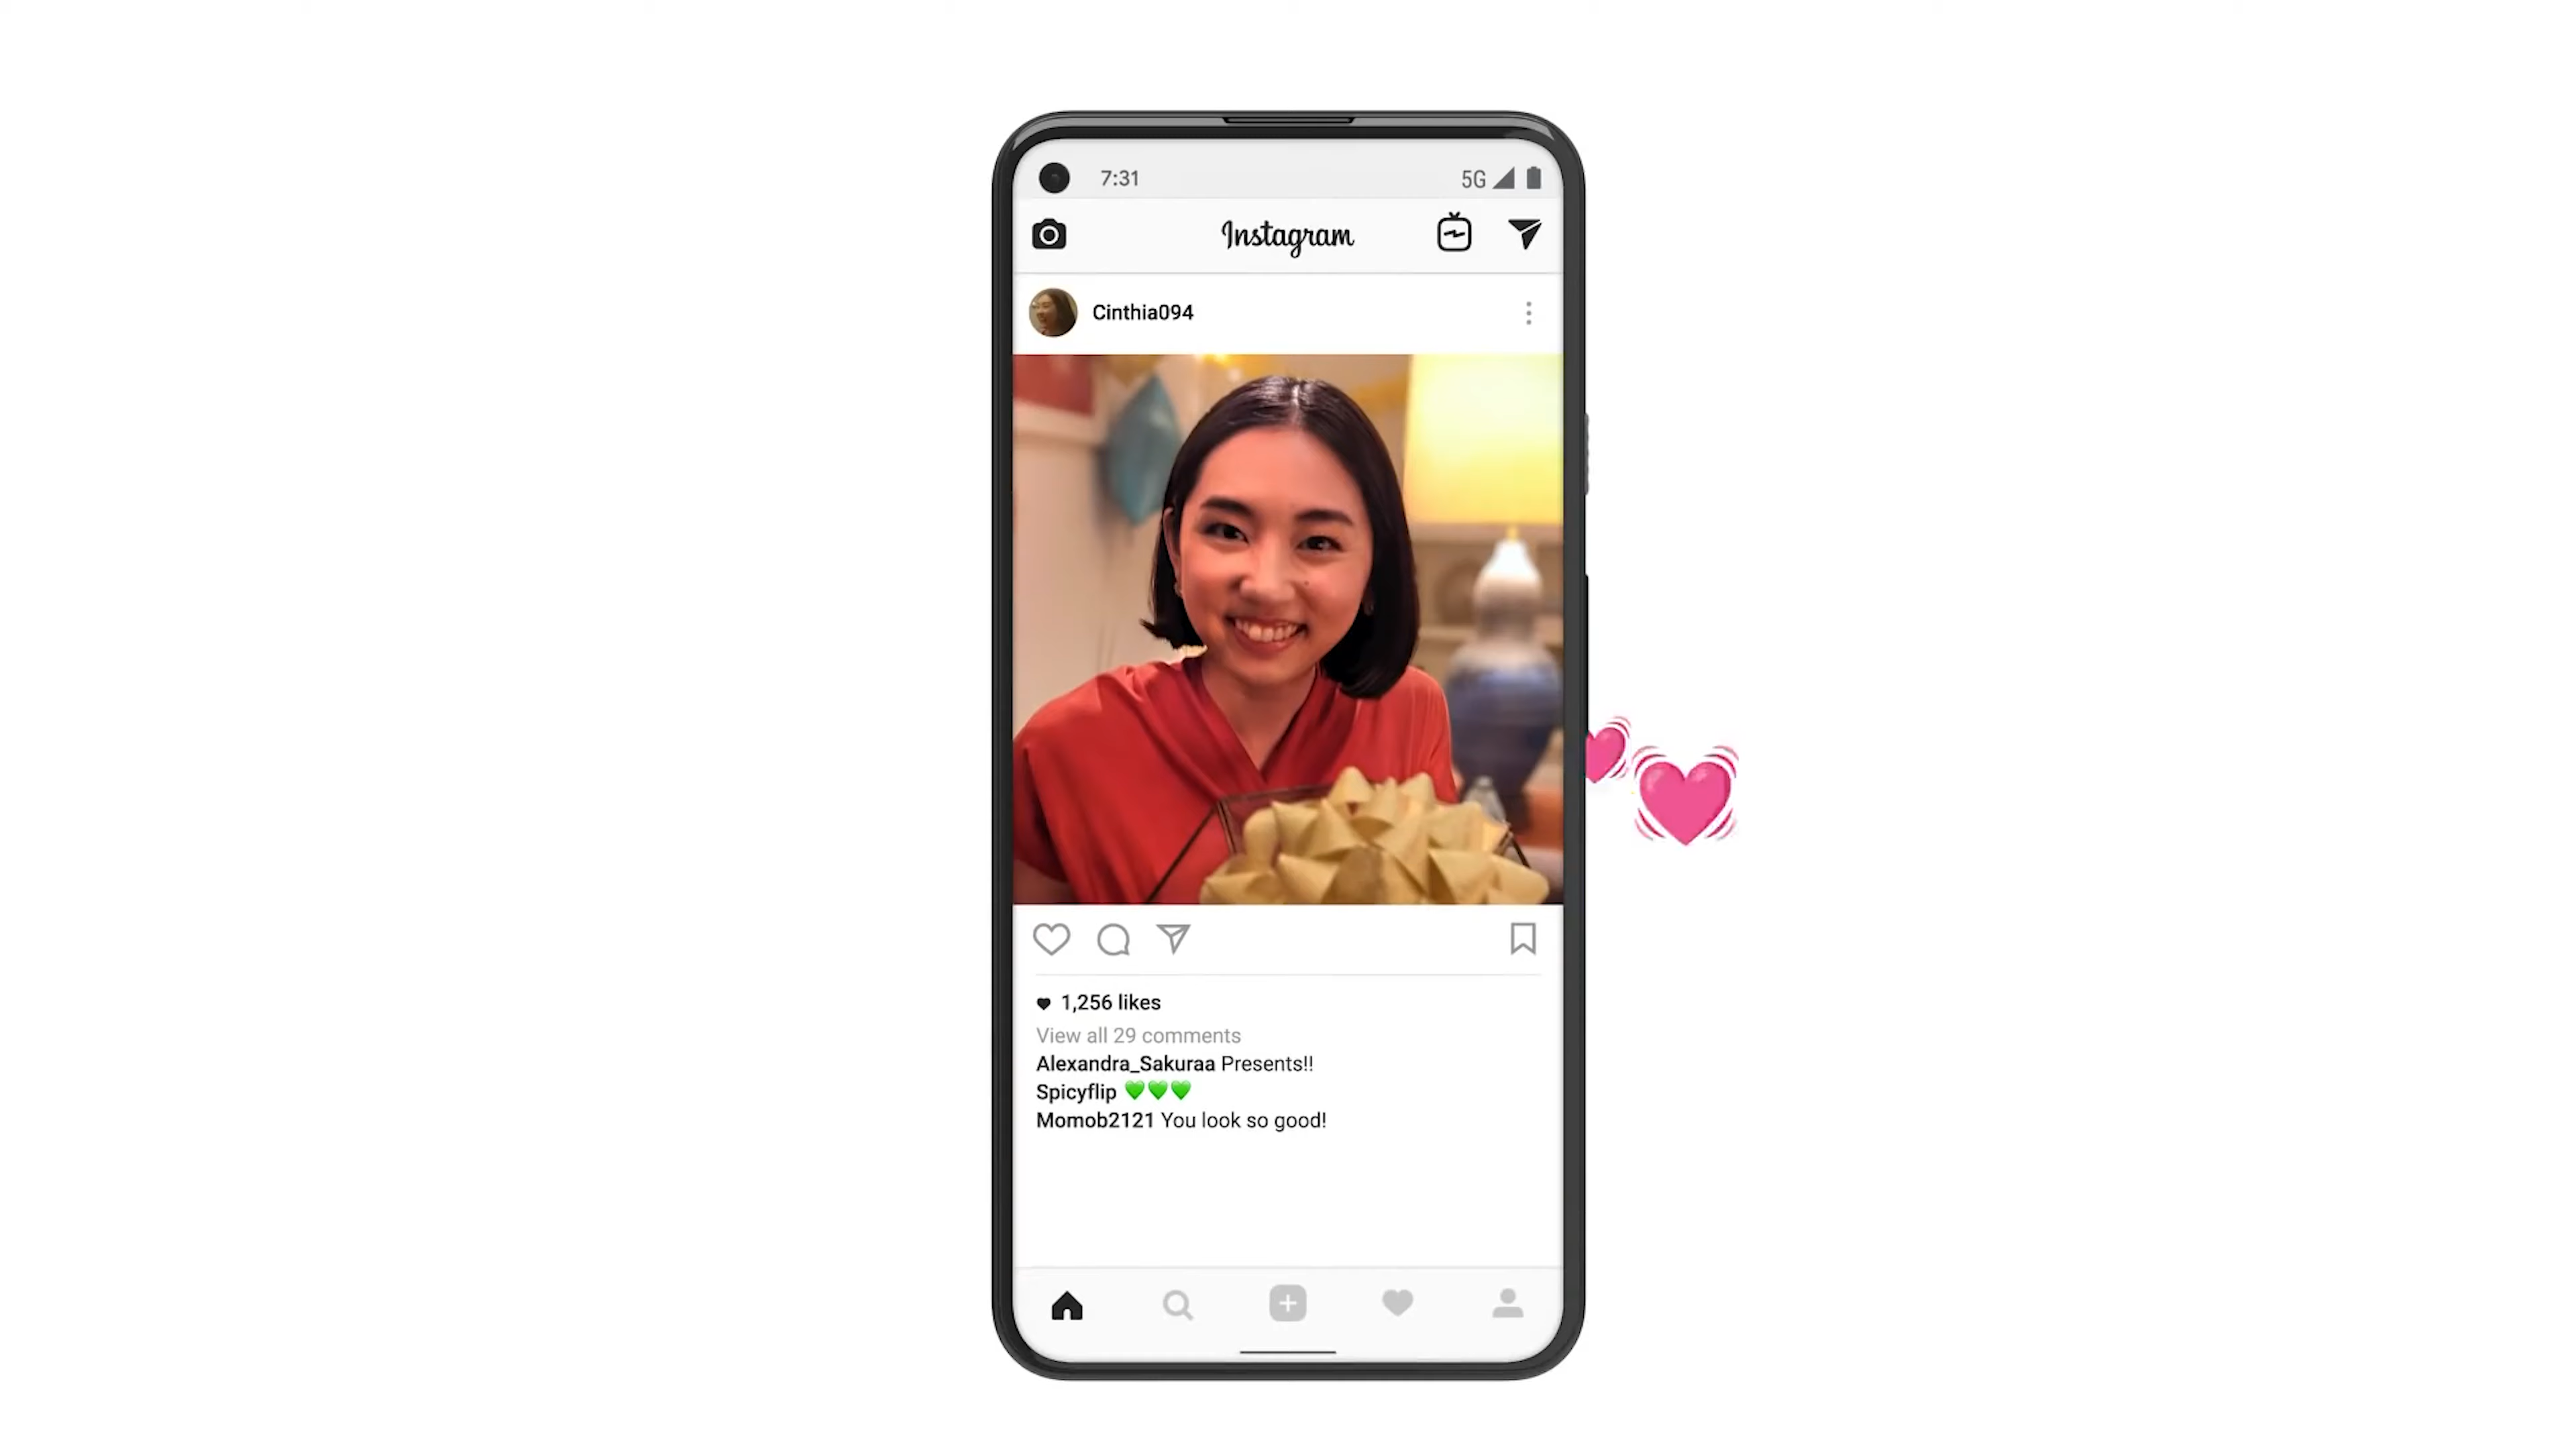 7:31
5G
Instagram
Cinthia094
1,256 likes
View all 29 comments
Alexandra_Sakuraa Presents!!
Spicyflip 💚💚💚
Momob2121 You look so good!